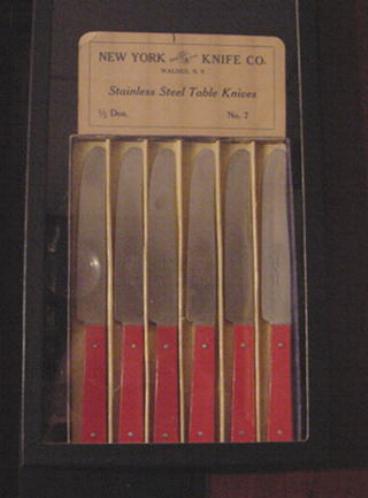 NEW YORK KNIFE CO.
WALDEN, N. Y.
Stainless Steel Table Knives
½ Doz. No. 7